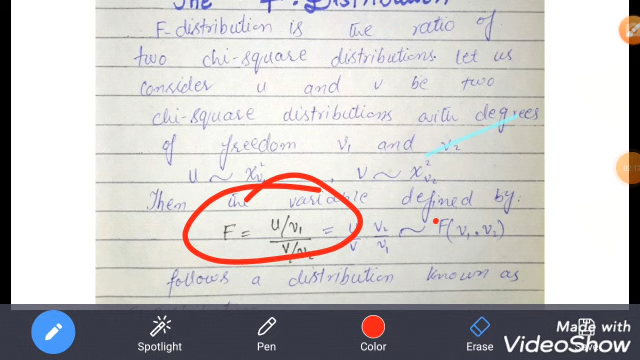 The F-Distribution
F-distribution is the ratio of
two chi-square distributions. Let us
consider u and v be two
chi-square distributions with degrees
of freedom ν₁ and ν₂
u ~ χ²ν₁ , v ~ χ²ν₂
Then the variable defined by:
F = (u/ν₁)/(v/ν₂) = u/v ν₂/ν₁ ~ F(ν₁, ν₂)
follows a distribution known as
Spotlight
Pen
Color
Erase
Made with
VideoShow